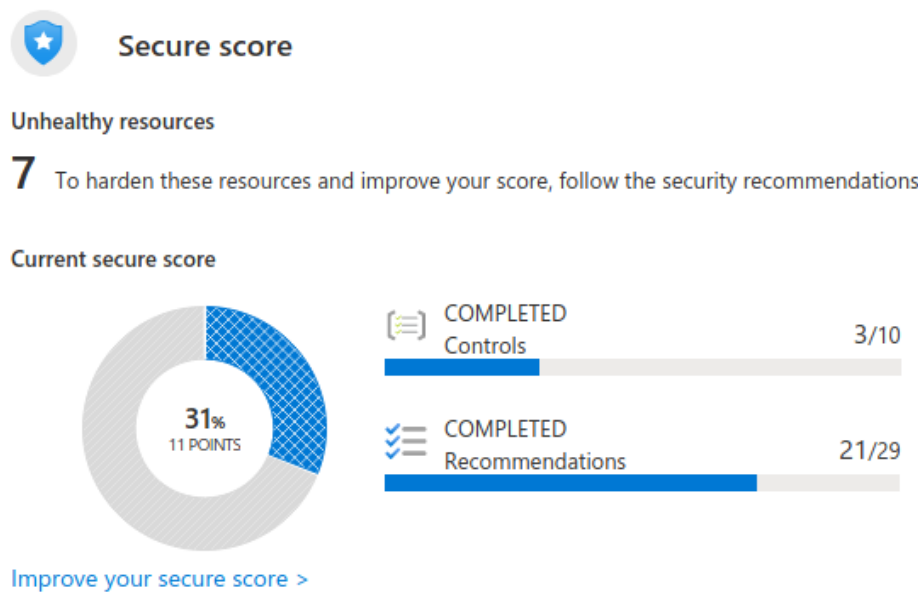 Secure score
Unhealthy resources
7 To harden these resources and improve your score, follow the security recommendations
Current secure score
31%
11 POINTS
COMPLETED
Controls
3/10
COMPLETED
Recommendations
21/29
Improve your secure score >